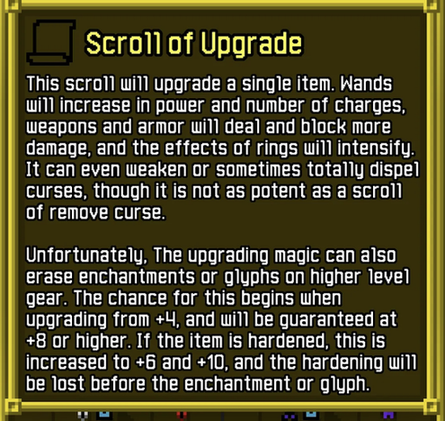 Scroll of Upgrade
This scroll will upgrade a single item. Wands
will increase in power and number of charges,
weapons and armor will deal and block more
damage, and the effects of rings will intensify.
It can even weaken or sometimes totally dispel
curses, though it is not as potent as a scroll
of remove curse.
Unfortunately, The upgrading magic can also
erase enchantments or glyphs on higher level
gear. The chance for this begins when
upgrading from +4, and will be guaranteed at
+8 or higher. If the item is hardened, this is
increased to +6 and +10, and the hardening will
be lost before the enchantment or glyph.